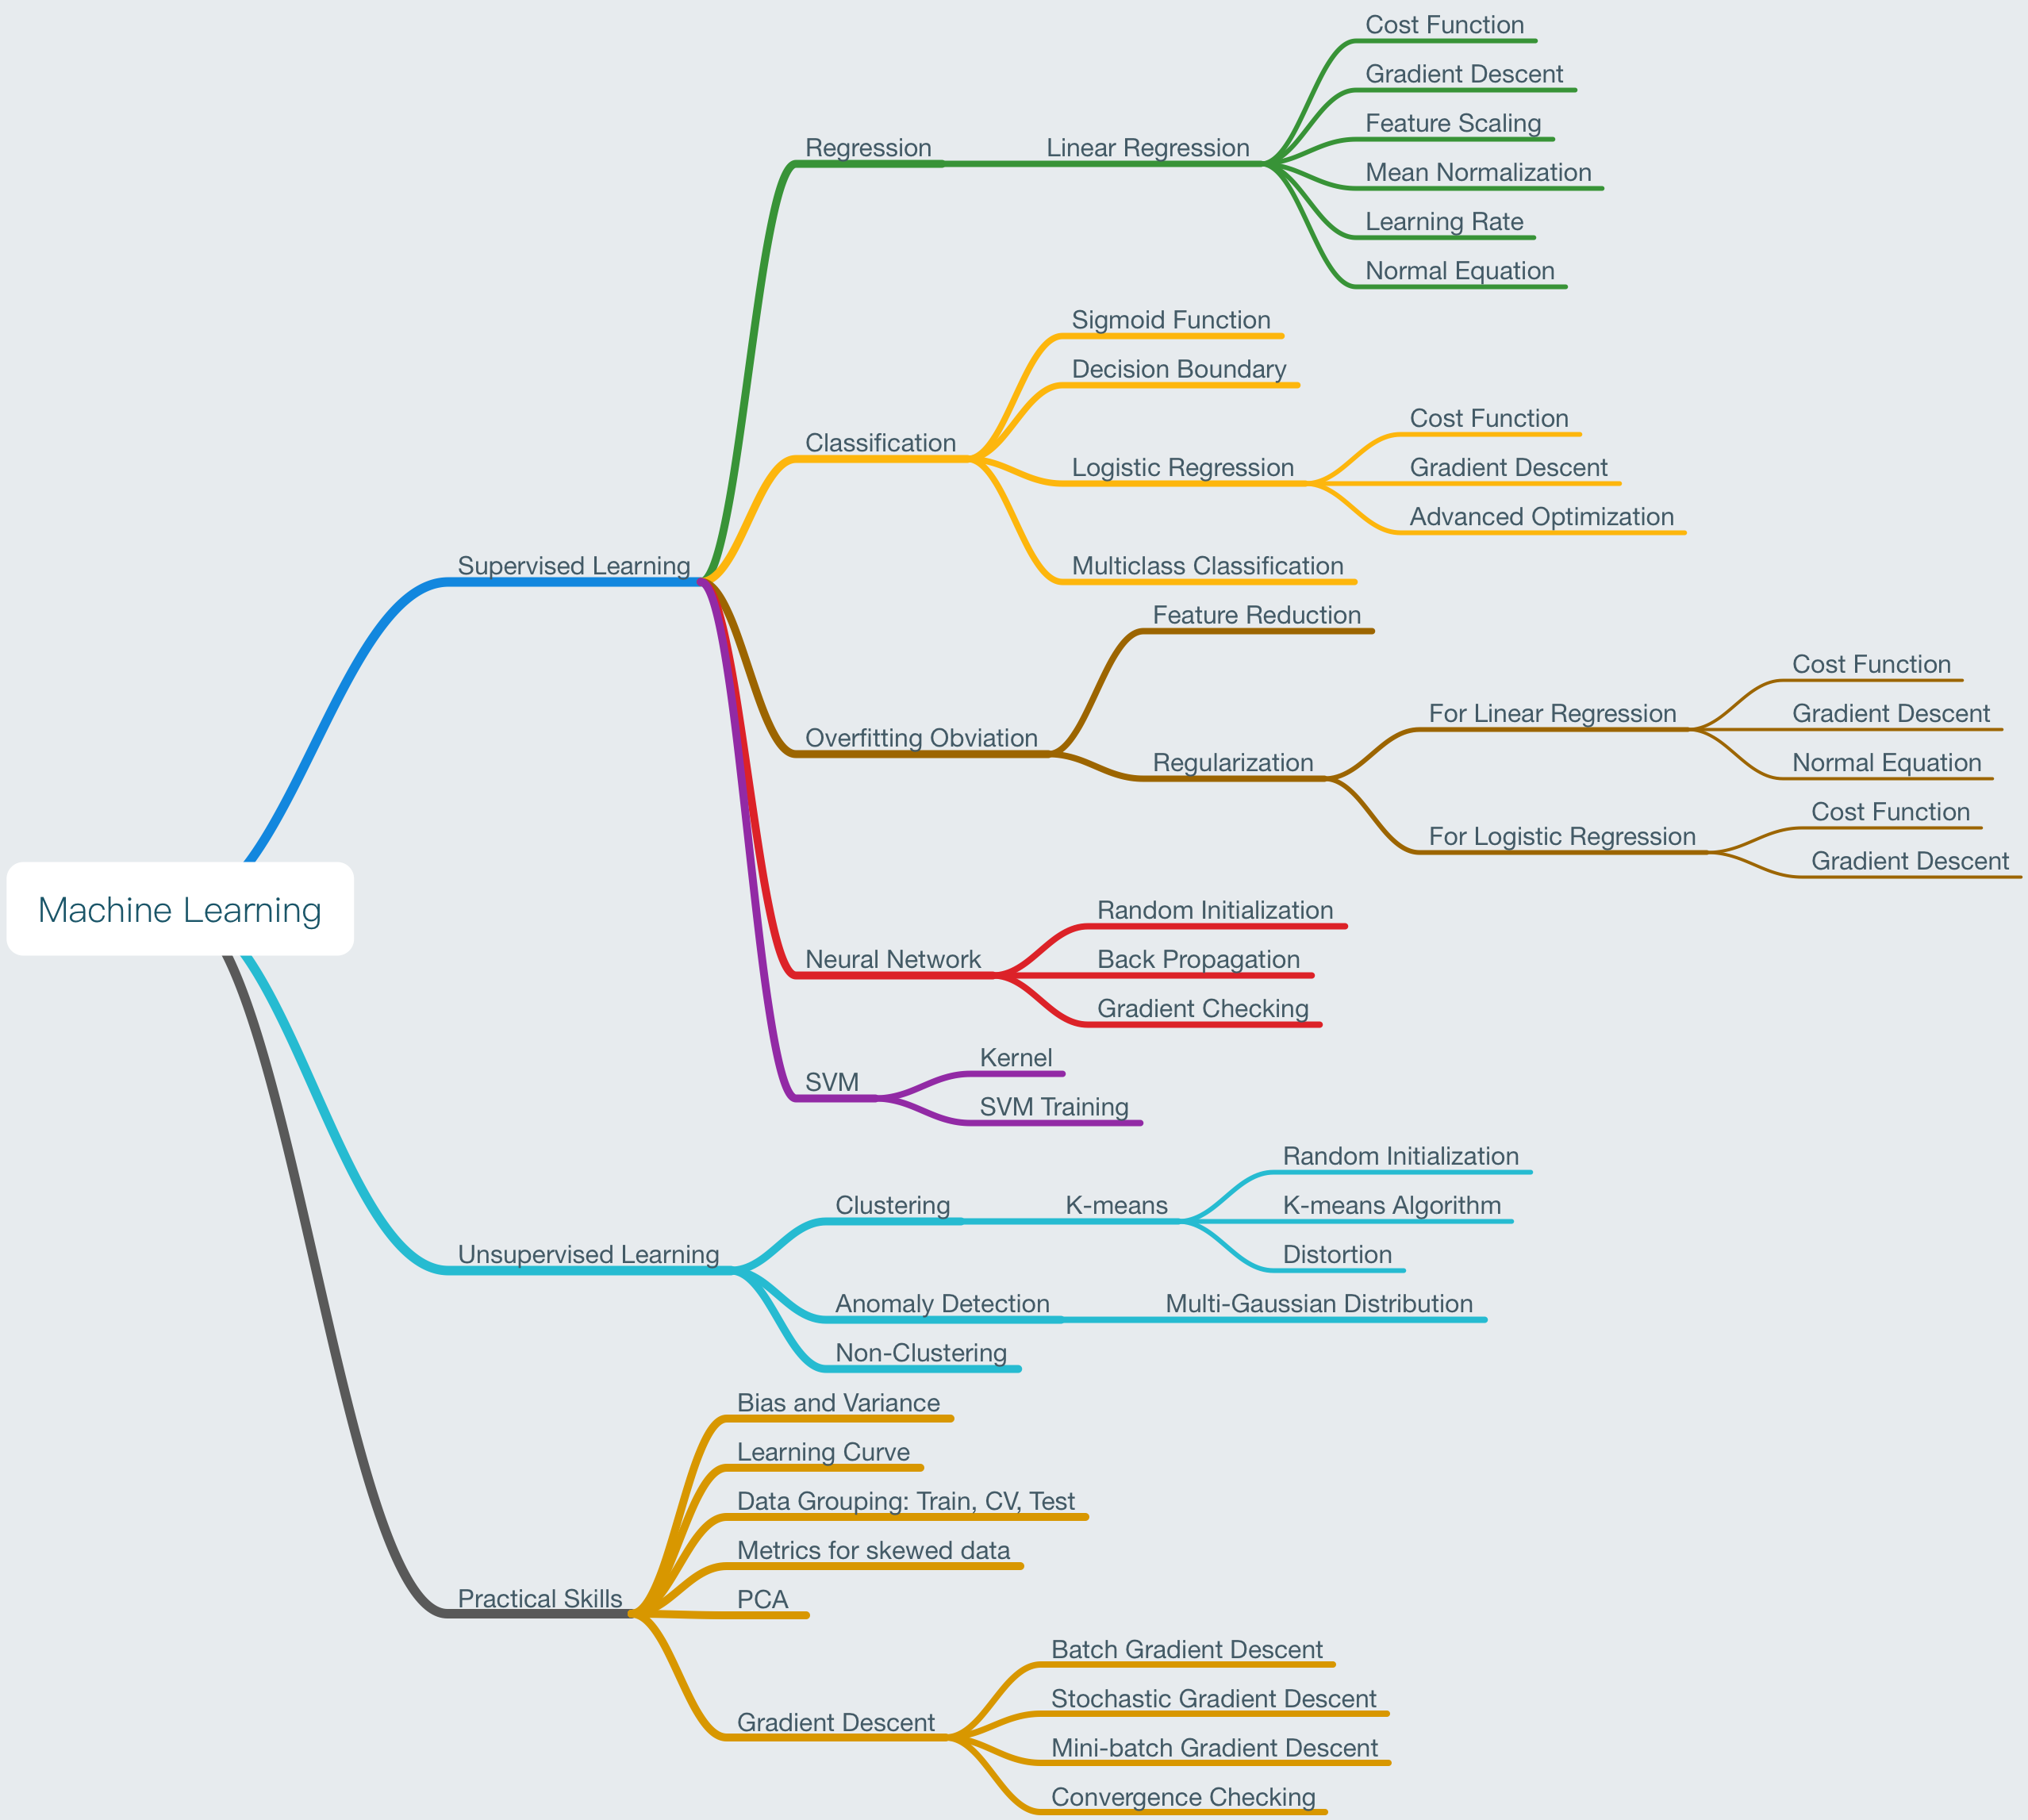 Machine Learning
Supervised Learning
Regression
Linear Regression
Cost Function
Gradient Descent
Feature Scaling
Mean Normalization
Learning Rate
Normal Equation
Classification
Sigmoid Function
Decision Boundary
Logistic Regression
Cost Function
Gradient Descent
Advanced Optimization
Multiclass Classification
Overfitting Obviation
Feature Reduction
Regularization
For Linear Regression
Cost Function
Gradient Descent
Normal Equation
For Logistic Regression
Cost Function
Gradient Descent
Neural Network
Random Initialization
Back Propagation
Gradient Checking
SVM
Kernel
SVM Training
Unsupervised Learning
Clustering
K-means
Random Initialization
K-means Algorithm
Distortion
Anomaly Detection
Multi-Gaussian Distribution
Non-Clustering
Practical Skills
Bias and Variance
Learning Curve
Data Grouping: Train, CV, Test
Metrics for skewed data
PCA
Gradient Descent
Batch Gradient Descent
Stochastic Gradient Descent
Mini-batch Gradient Descent
Convergence Checking